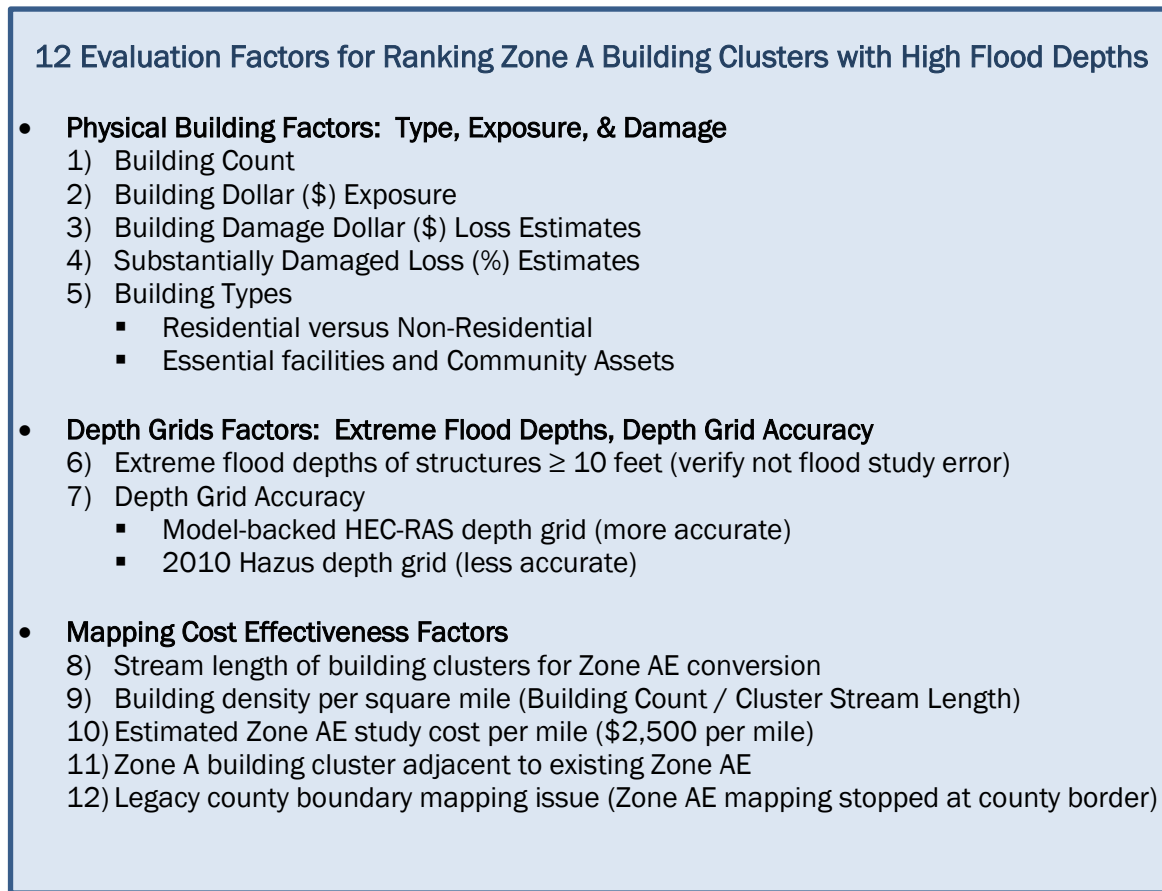 12 Evaluation Factors for Ranking Zone A Building Clusters with High Flood Depths
• Physical Building Factors: Type, Exposure, & Damage
1) Building Count
2) Building Dollar ($) Exposure
3) Building Damage Dollar ($) Loss Estimates
4) Substantially Damaged Loss (%) Estimates
5) Building Types
▪ Residential versus Non-Residential
▪ Essential facilities and Community Assets
• Depth Grids Factors: Extreme Flood Depths, Depth Grid Accuracy
6) Extreme flood depths of structures ≥ 10 feet (verify not flood study error)
7) Depth Grid Accuracy
▪ Model-backed HEC-RAS depth grid (more accurate)
▪ 2010 Hazus depth grid (less accurate)
• Mapping Cost Effectiveness Factors
8) Stream length of building clusters for Zone AE conversion
9) Building density per square mile (Building Count / Cluster Stream Length)
10) Estimated Zone AE study cost per mile ($2,500 per mile)
11) Zone A building cluster adjacent to existing Zone AE
12) Legacy county boundary mapping issue (Zone AE mapping stopped at county border)